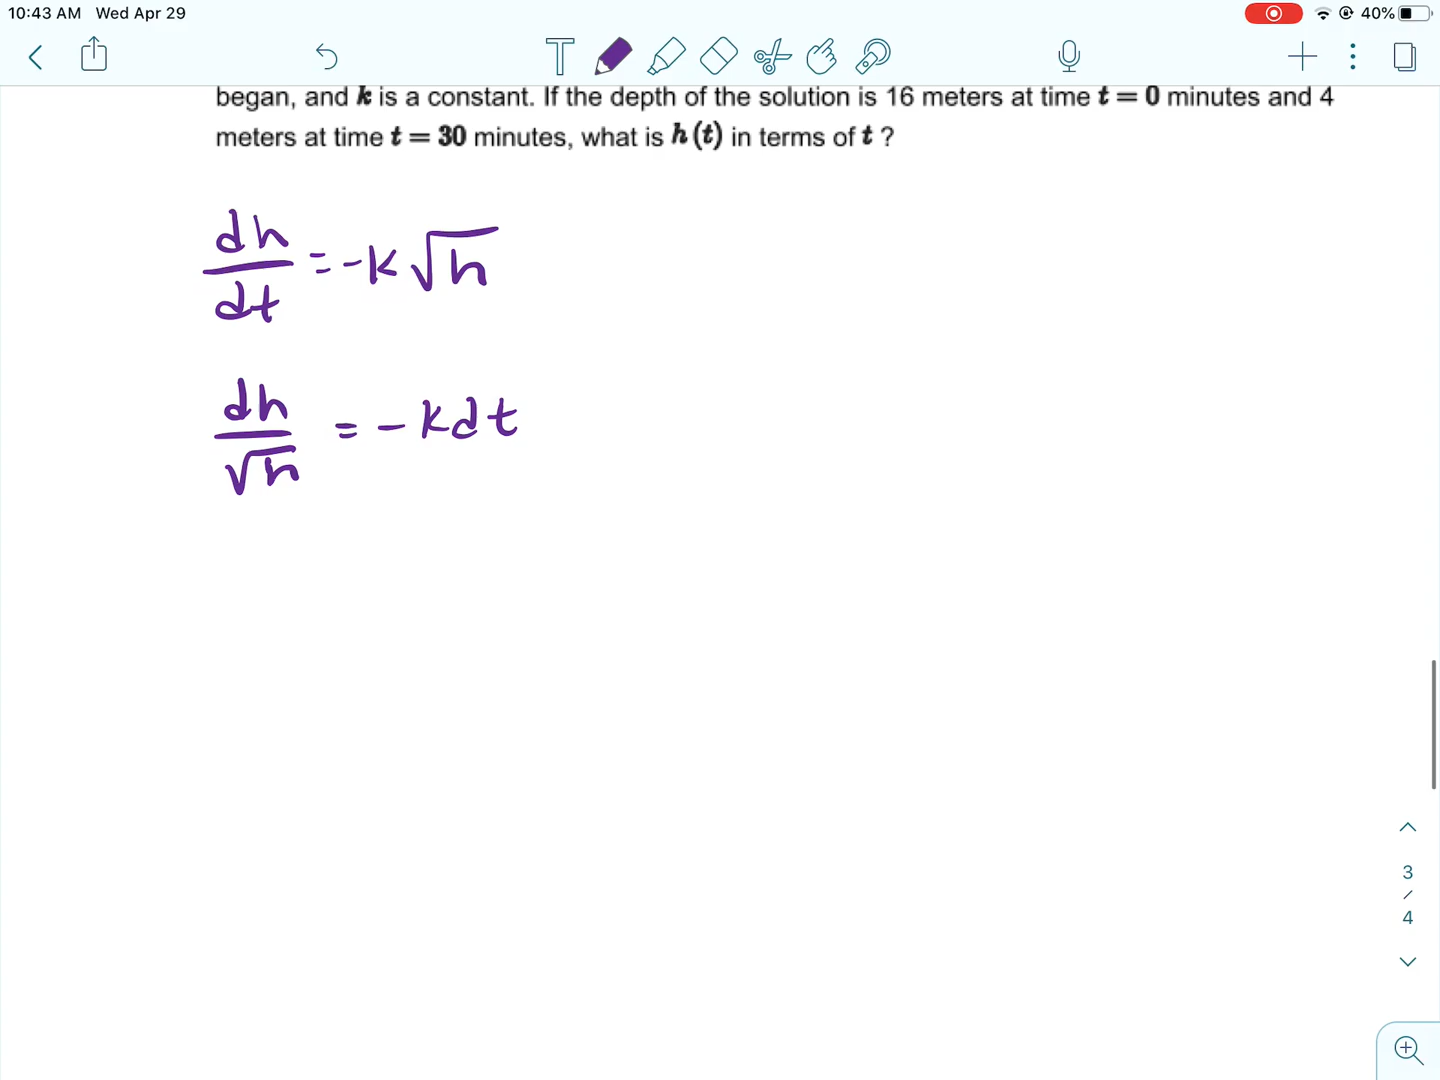 10:43 AM Wed Apr 29 40%
T
began, and k is a constant. If the depth of the solution is 16 meters at time t = 0 minutes and 4
meters at time t = 30 minutes, what is h (t) in terms of t ?
dh/dt = -k√h
dh/√h = -kdt
3
/
4